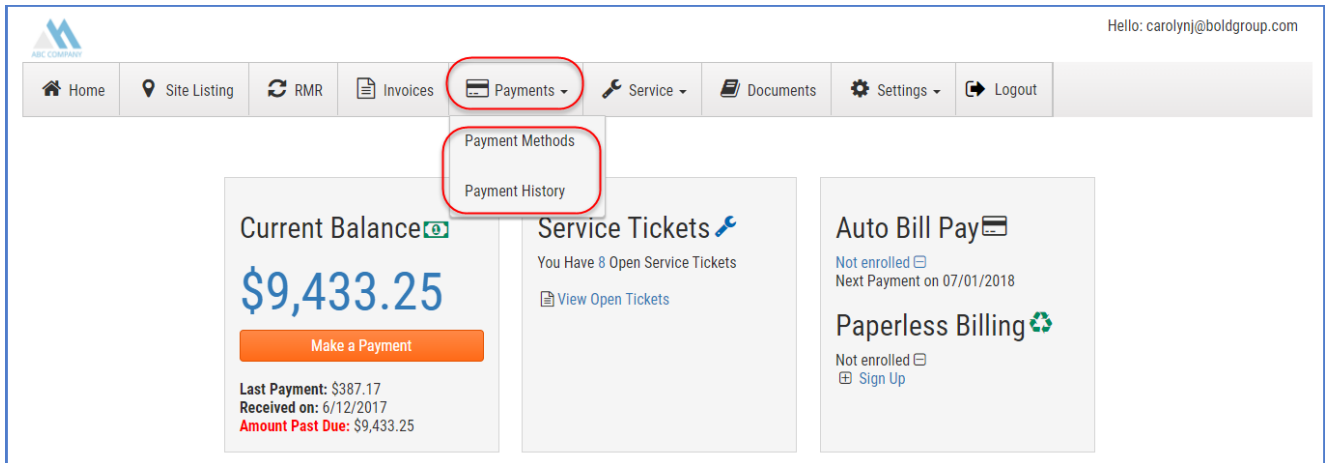 Hello: carolynj@boldgroup.com
ABC COMPANY
Home Site Listing RMR Invoices Payments Service Documents Settings Logout
Payment Methods
Payment History
Current Balance
$9,433.25
Make a Payment
Last Payment: $387.17
Received on: 6/12/2017
Amount Past Due: $9,433.25
Service Tickets
You Have 8 Open Service Tickets
View Open Tickets
Auto Bill Pay
Not enrolled
Next Payment on 07/01/2018
Paperless Billing
Not enrolled
Sign Up